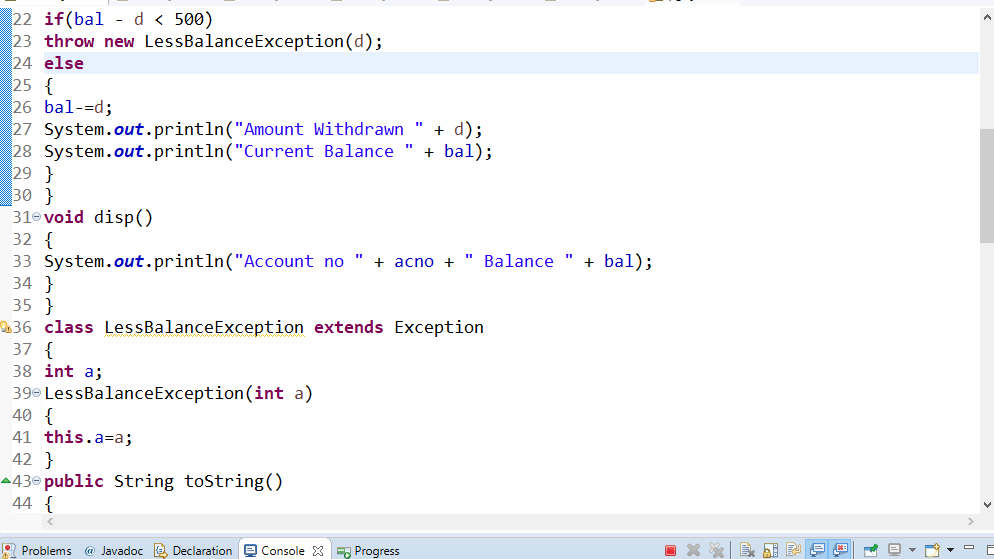 22 if(bal - d < 500)
23 throw new LessBalanceException(d);
24 else
25 {
26 bal-=d;
27 System.out.println("Amount Withdrawn " + d);
28 System.out.println("Current Balance " + bal);
29 }
30 }
31 void disp()
32 {
33 System.out.println("Account no " + acno + " Balance " + bal);
34 }
35 }
36 class LessBalanceException extends Exception
37 {
38 int a;
39 LessBalanceException(int a)
40 {
41 this.a=a;
42 }
43 public String toString()
44 {
Problems @ Javadoc Declaration Console Progress